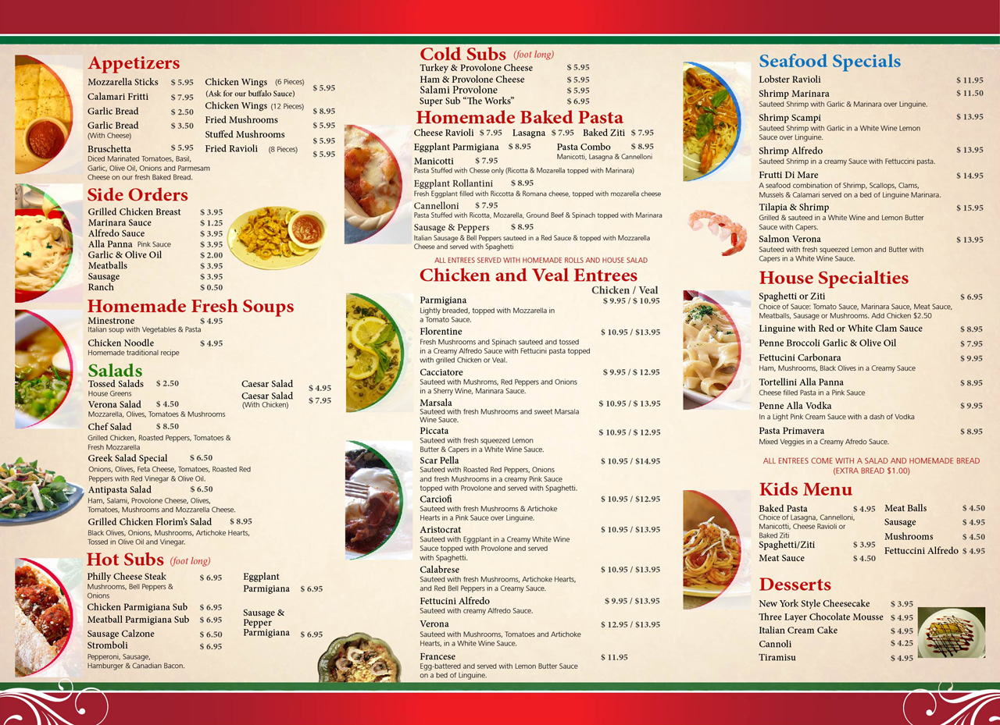 Appetizers
Mozzarella Sticks $ 5.95
Calamari Fritti $ 7.95
Garlic Bread $ 2.50
Garlic Bread $ 3.50
(With Cheese)
Bruschetta $ 5.95
Diced Marinated Tomatoes, Basil,
Garlic, Olive Oil, Onions and Parmesam
Cheese on our fresh Baked Bread.
Chicken Wings (6 Pieces) $ 5.95
(Ask for our buffalo Sauce)
Chicken Wings (12 Pieces) $ 8.95
Fried Mushrooms $ 5.95
Stuffed Mushrooms $ 5.95
Fried Ravioli (8 Pieces) $ 5.95
Side Orders
Grilled Chicken Breast $ 3.95
Marinara Sauce $ 1.25
Alfredo Sauce $ 3.95
Alla Panna Pink Sauce $ 3.95
Garlic & Olive Oil $ 2.00
Meatballs $ 3.95
Sausage $ 3.95
Ranch $ 0.50
Homemade Fresh Soups
Minestrone $ 4.95
Italian soup with Vegetables & Pasta
Chicken Noodle $ 4.95
Homemade traditional recipe
Salads
Tossed Salads $ 2.50
House Greens
Verona Salad $ 4.50
Mozzarella, Olives, Tomatoes & Mushrooms
Chef Salad $ 8.50
Grilled Chicken, Roasted Peppers, Tomatoes &
Fresh Mozzarella
Greek Salad Special $ 6.50
Onions, Olives, Feta Cheese, Tomatoes, Roasted Red
Peppers with Red Vinegar & Olive Oil.
Antipasta Salad $ 6.50
Ham, Salami, Provolone Cheese, Olives,
Tomatoes, Mushrooms and Mozzarella Cheese.
Grilled Chicken Florim's Salad $ 8.95
Black Olives, Onions, Mushrooms, Artichoke Hearts,
Tossed in Olive Oil and Vinegar.
Caesar Salad $ 4.95
Caesar Salad $ 7.95
(With Chicken)
Hot Subs (foot long)
Philly Cheese Steak $ 6.95
Mushrooms, Bell Peppers &
Onions
Chicken Parmigiana Sub $ 6.95
Meatball Parmigiana Sub $ 6.95
Sausage Calzone $ 6.50
Stromboli $ 6.95
Pepperoni, Sausage,
Hamburger & Canadian Bacon.
Eggplant
Parmigiana $ 6.95
Sausage &
Pepper
Parmigiana $ 6.95
Cold Subs (foot long)
Turkey & Provolone Cheese $ 5.95
Ham & Provolone Cheese $ 5.95
Salami Provolone $ 5.95
Super Sub “The Works” $ 6.95
Homemade Baked Pasta
Cheese Ravioli $ 7.95 Lasagna $ 7.95 Baked Ziti $ 7.95
Eggplant Parmigiana $ 8.95 Pasta Combo $ 8.95
Manicotti, Lasagna & Cannelloni
Manicotti $ 7.95
Pasta Stuffed with Chesse only (Ricotta & Mozarella topped with Marinara)
Eggplant Rollantini $ 8.95
Fresh Eggplant filled with Riccotta & Romana cheese, topped with mozarella cheese
Cannelloni $ 7.95
Pasta Stuffed with Ricotta, Mozarella, Ground Beef & Spinach topped with Marinara
Sausage & Peppers $ 8.95
Italian Sausage & Bell Peppers sauteed in a Red Sauce & topped with Mozzarella
Cheese and served with Spaghetti
ALL ENTREES SERVED WITH HOMEMADE ROLLS AND HOUSE SALAD
Chicken and Veal Entrees
Chicken / Veal
Parmigiana $ 9.95 / $ 10.95
Lightly breaded, topped with Mozzarella in
a Tomato Sauce.
Florentine $ 10.95 / $13.95
Fresh Mushrooms and Spinach sauteed and tossed
in a Creamy Alfredo Sauce with Fettucini pasta topped
with grilled Chicken or Veal.
Cacciatore $ 9.95 / $ 12.95
Sauteed with Mushroms, Red Peppers and Onions
in a Sherry Wine, Marinara Sauce.
Marsala $ 10.95 / $ 13.95
Sauteed with fresh Mushrooms and sweet Marsala
Wine Sauce.
Piccata $ 10.95 / $ 12.95
Sauteed with fresh squeezed Lemon
Butter & Capers in a White Wine Sauce.
Scar Pella $ 10.95 / $14.95
Sauteed with Roasted Red Peppers, Onions
and fresh Mushrooms in a creamy Pink Sauce
topped with Provolone and served with Spaghetti.
Carciofi $ 10.95 / $12.95
Sauteed with fresh Mushrooms & Artichoke
Hearts in a Pink Sauce over Linguine.
Aristocrat $ 10.95 / $13.95
Sauteed with Eggplant in a Creamy White Wine
Sauce topped with Provolone and served
with Spaghetti.
Calabrese $ 10.95 / $13.95
Sauteed with fresh Mushrooms, Artichoke Hearts,
and Red Bell Peppers in a Creamy Sauce.
Fettucini Alfredo $ 9.95 / $13.95
Sauteed with creamy Alfredo Sauce.
Verona $ 12.95 / $13.95
Sauteed with Mushrooms, Tomatoes and Artichoke
Hearts, in a White Wine Sauce.
Francese $ 11.95
Egg-battered and served with Lemon Butter Sauce
on a bed of Linguine.
Seafood Specials
Lobster Ravioli $ 11.95
Shrimp Marinara $ 11.50
Sauteed Shrimp with Garlic & Marinara over Linguine.
Shrimp Scampi $ 13.95
Sauteed Shrimp with Garlic in a White Wine Lemon
Sauce over Linguine.
Shrimp Alfredo $ 13.95
Sauteed Shrimp in a creamy Sauce with Fettuccini pasta.
Frutti Di Mare $ 14.95
A seafood combination of Shrimp, Scallops, Clams,
Mussels & Calamari served on a bed of Linguine Marinara.
Tilapia & Shrimp $ 15.95
Grilled & sauteed in a White Wine and Lemon Butter
Sauce with Capers.
Salmon Verona $ 13.95
Sauteed with fresh squeezed Lemon and Butter with
Capers in a White Wine Sauce.
House Specialties
Spaghetti or Ziti $ 6.95
Choice of Sauce: Tomato Sauce, Marinara Sauce, Meat Sauce,
Meatballs, Sausage or Mushrooms. Add Chicken $2.50
Linguine with Red or White Clam Sauce $ 8.95
Penne Broccoli Garlic & Olive Oil $ 7.95
Fettucini Carbonara $ 9.95
Ham, Mushrooms, Black Olives in a Creamy Sauce
Tortellini Alla Panna $ 8.95
Cheese filled Pasta in a Pink Sauce
Penne Alla Vodka $ 9.95
In a Light Pink Cream Sauce with a dash of Vodka
Pasta Primavera $ 8.95
Mixed Veggies in a Creamy Afredo Sauce.
ALL ENTREES COME WITH A SALAD AND HOMEMADE BREAD
(EXTRA BREAD $1.00)
Kids Menu
Baked Pasta $ 4.95
Choice of Lasagna, Cannelloni,
Manicotti, Cheese Ravioli or
Baked Ziti
Spaghetti/Ziti $ 3.95
Meat Sauce $ 4.50
Meat Balls $ 4.50
Sausage $ 4.95
Mushrooms $ 4.50
Fettuccini Alfredo $ 4.95
Desserts
New York Style Cheesecake $ 3.95
Three Layer Chocolate Mousse $ 4.95
Italian Cream Cake $ 4.95
Cannoli $ 4.25
Tiramisu $ 4.95